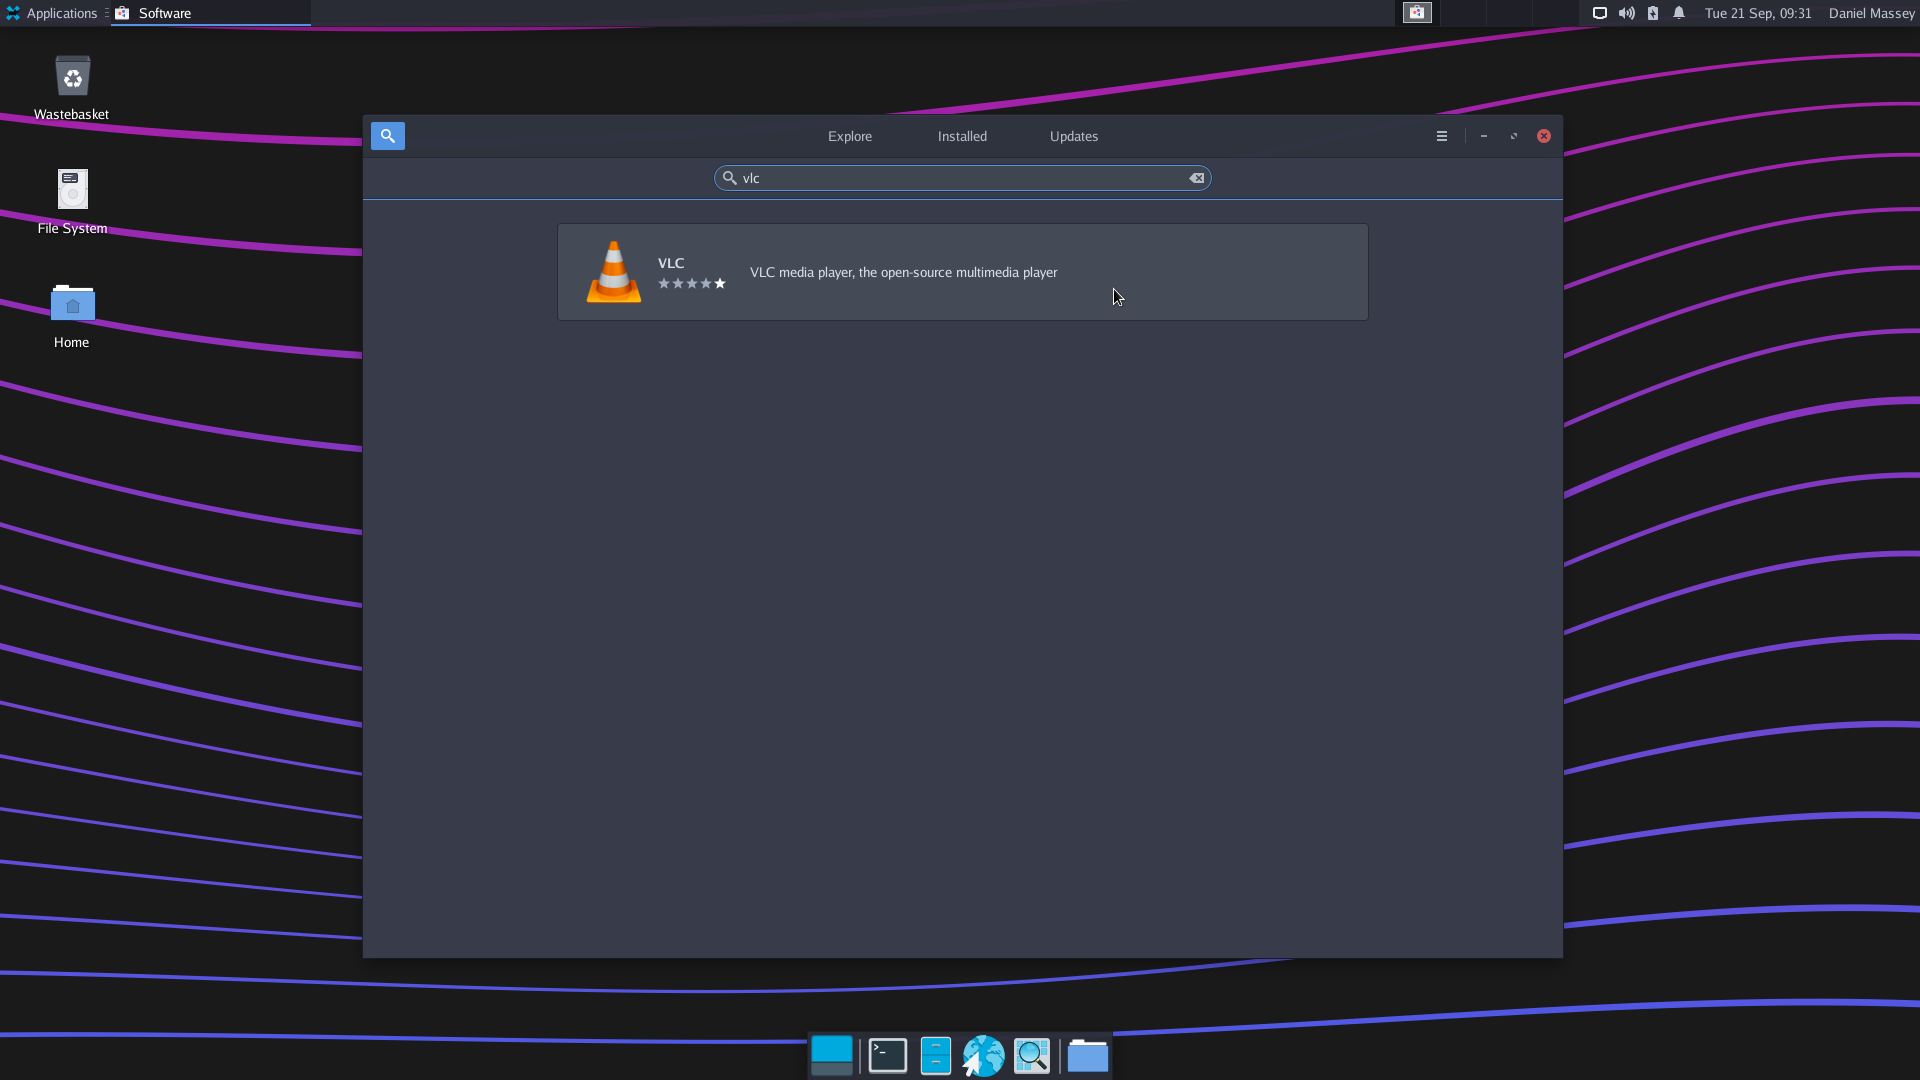 Applications
Software
Tue 21 Sep, 09:31
Daniel Massey
Wastebasket
File System
Home
Explore
Installed
Updates
vlc
VLC
VLC media player, the open-source multimedia player
>_